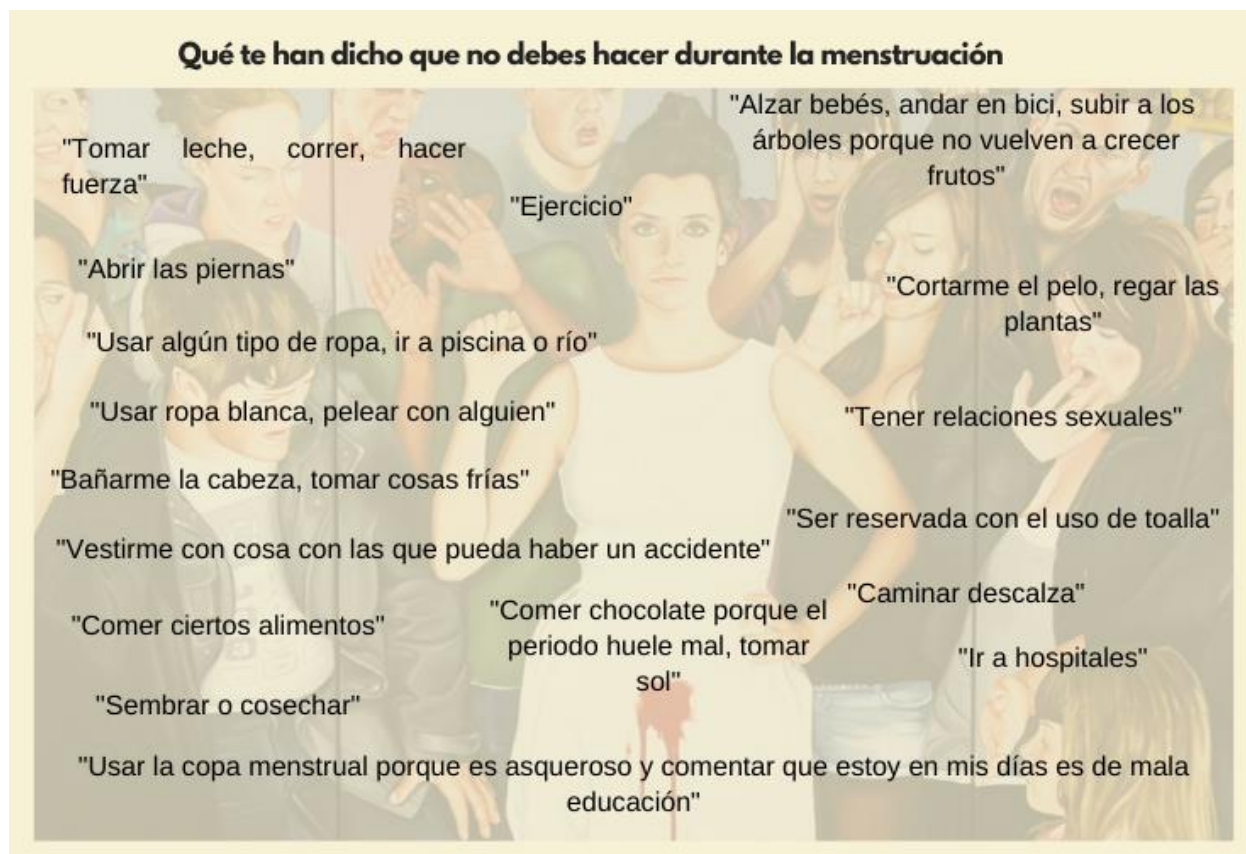 Qué te han dicho que no debes hacer durante la menstruación
"Alzar bebés, andar en bici, subir a los
árboles porque no vuelven a crecer
frutos"
"Tomar leche, correr, hacer
fuerza"
"Ejercicio"
"Abrir las piernas"
"Cortarme el pelo, regar las
plantas"
"Usar algún tipo de ropa, ir a piscina o río"
"Usar ropa blanca, pelear con alguien"
"Tener relaciones sexuales"
"Bañarme la cabeza, tomar cosas frías"
"Ser reservada con el uso de toalla"
"Vestirme con cosa con las que pueda haber un accidente"
"Caminar descalza"
"Comer chocolate porque el
periodo huele mal, tomar
sol"
"Comer ciertos alimentos"
"Ir a hospitales"
"Sembrar o cosechar"
"Usar la copa menstrual porque es asqueroso y comentar que estoy en mis días es de mala
educación"